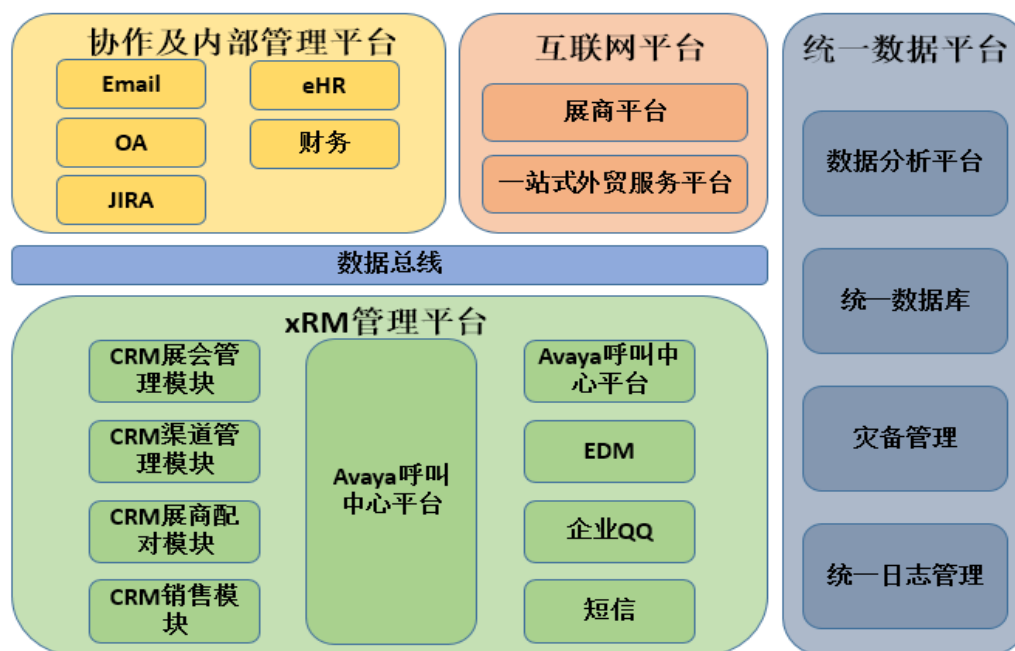 协作及内部管理平台
Email
eHR
OA
财务
JIRA
互联网平台
展商平台
一站式外贸服务平台
数据总线
xRM管理平台
CRM展会管
理模块
CRM渠道管
理模块
CRM展商配
对模块
CRM销售模
块
Avaya呼叫
中心平台
Avaya呼叫中
心平台
EDM
企业QQ
短信
统一数据平台
数据分析平台
统一数据库
灾备管理
统一日志管理